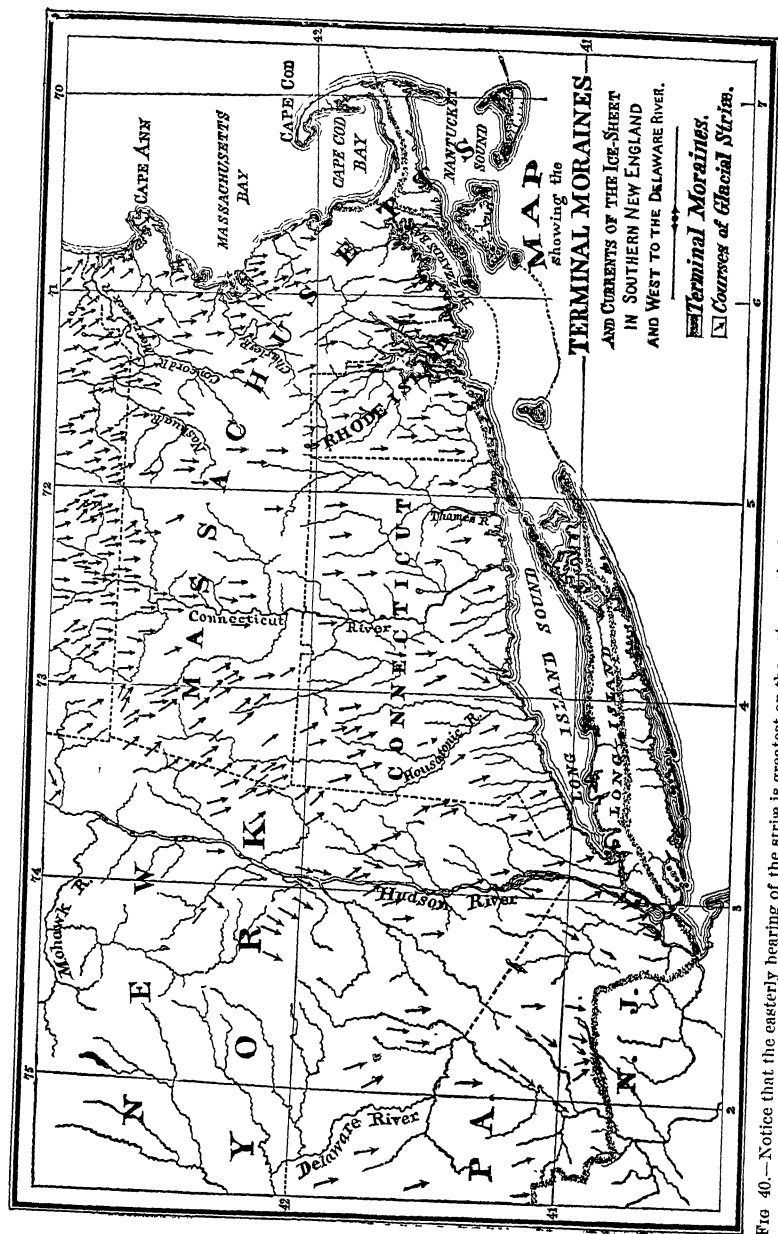 MAP
showing the
TERMINAL MORAINES
AND CURRENTS OF THE ICE-SHEET
IN SOUTHERN NEW ENGLAND
AND WEST TO THE DELAWARE RIVER.
Terminal Moraines.
Courses of Glacial Striæ.
75
74
73
72
71
70
42
41
42
41
2
3
4
5
6
7
NEW YORK
MASSACHUSETTS
CONNECTICUT
RHODE ISL
PA.
N. J.
Mohawk R.
Hudson River
Delaware River
Housatonic R.
Connecticut River
Thames R
Nashua R.
Concord R.
Charles R.
CAPE ANN
MASSACHUSETTS
BAY
CAPE COD
CAPE COD
BAY
NANTUCKET
SOUND
LONG ISLAND SOUND
LONG ISLAND
FIG 40.—Notice that the easterly bearing of the striæ is greatest on the